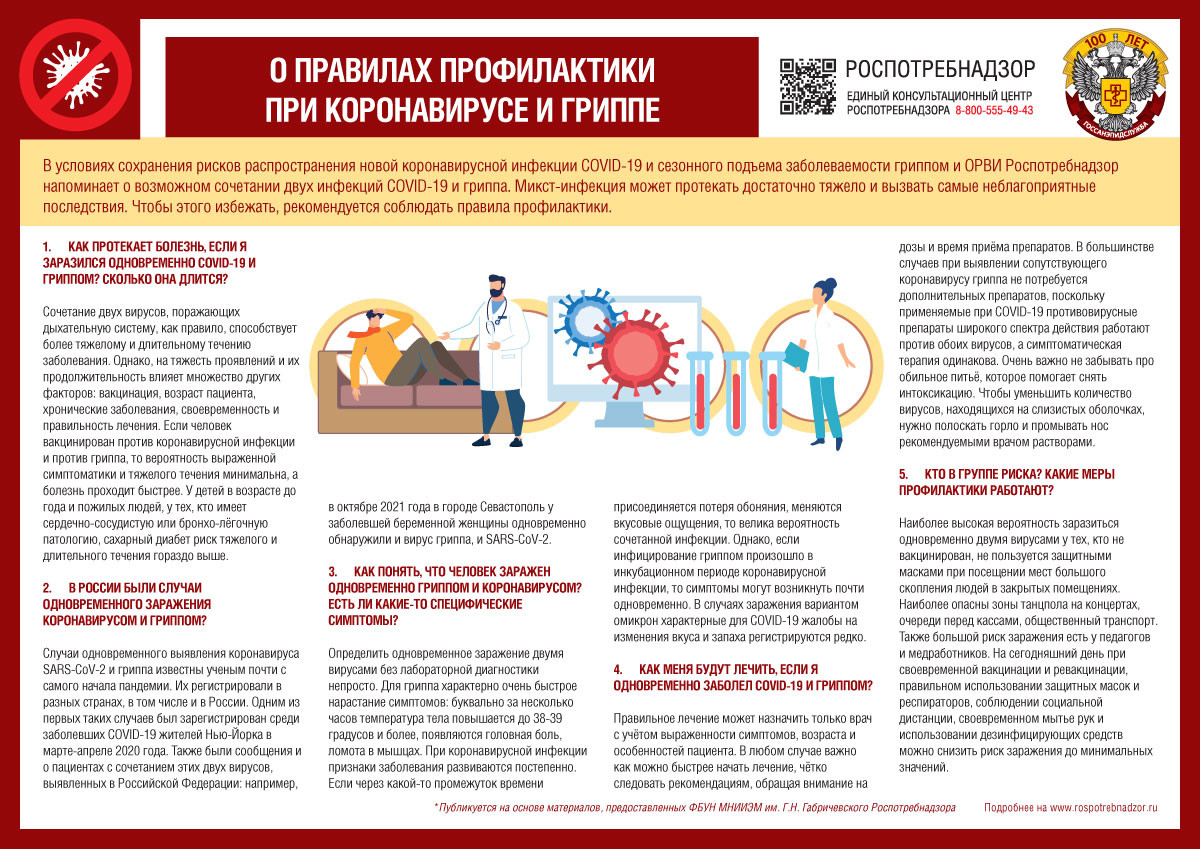 О ПРАВИЛАХ ПРОФИЛАКТИКИ
ПРИ КОРОНАВИРУСЕ И ГРИППЕ
РОСПОТРЕБНАДЗОР
ЕДИНЫЙ КОНСУЛЬТАЦИОННЫЙ ЦЕНТР
РОСПОТРЕБНАДЗОРА 8-800-555-49-43
100 ЛЕТ
ГОССАНЭПИДСЛУЖБА
В условиях сохранения рисков распространения новой коронавирусной инфекции COVID-19 и сезонного подъема заболеваемости гриппом и ОРВИ Роспотребнадзор
напоминает о возможном сочетании двух инфекций COVID-19 и гриппа. Микст-инфекция может протекать достаточно тяжело и вызвать самые неблагоприятные
последствия. Чтобы этого избежать, рекомендуется соблюдать правила профилактики.
1. КАК ПРОТЕКАЕТ БОЛЕЗНЬ, ЕСЛИ Я
ЗАРАЗИЛСЯ ОДНОВРЕМЕННО COVID-19 И
ГРИППОМ? СКОЛЬКО ОНА ДЛИТСЯ?
Сочетание двух вирусов, поражающих
дыхательную систему, как правило, способствует
более тяжелому и длительному течению
заболевания. Однако, на тяжесть проявлений и их
продолжительность влияет множество других
факторов: вакцинация, возраст пациента,
хронические заболевания, своевременность и
правильность лечения. Если человек
вакцинирован против коронавирусной инфекции
и против гриппа, то вероятность выраженной
симптоматики и тяжелого течения минимальна, а
болезнь проходит быстрее. У детей в возрасте до
года и пожилых людей, у тех, кто имеет
сердечно-сосудистую или бронхо-лёгочную
патологию, сахарный диабет риск тяжелого и
длительного течения гораздо выше.
2. В РОССИИ БЫЛИ СЛУЧАИ
ОДНОВРЕМЕННОГО ЗАРАЖЕНИЯ
КОРОНАВИРУСОМ И ГРИППОМ?
Случаи одновременного выявления коронавируса
SARS-CoV-2 и гриппа известны ученым почти с
самого начала пандемии. Их регистрировали в
разных странах, в том числе и в России. Одним из
первых таких случаев был зарегистрирован среди
заболевших COVID-19 жителей Нью-Йорка в
марте-апреле 2020 года. Также были сообщения и
о пациентах с сочетанием этих двух вирусов,
выявленных в Российской Федерации: например,
в октябре 2021 года в городе Севастополь у
заболевшей беременной женщины одновременно
обнаружили и вирус гриппа, и SARS-CoV-2.
3. КАК ПОНЯТЬ, ЧТО ЧЕЛОВЕК ЗАРАЖЕН
ОДНОВРЕМЕННО ГРИППОМ И КОРОНАВИРУСОМ?
ЕСТЬ ЛИ КАКИЕ-ТО СПЕЦИФИЧЕСКИЕ
СИМПТОМЫ?
Определить одновременное заражение двумя
вирусами без лабораторной диагностики
непросто. Для гриппа характерно очень быстрое
нарастание симптомов: буквально за несколько
часов температура тела повышается до 38-39
градусов и более, появляются головная боль,
ломота в мышцах. При коронавирусной инфекции
признаки заболевания развиваются постепенно.
Если через какой-то промежуток времени
присоединяется потеря обоняния, меняются
вкусовые ощущения, то велика вероятность
сочетанной инфекции. Однако, если
инфицирование гриппом произошло в
инкубационном периоде коронавирусной
инфекции, то симптомы могут возникнуть почти
одновременно. В случаях заражения вариантом
омикрон характерные для COVID-19 жалобы на
изменения вкуса и запаха регистрируются редко.
4. КАК МЕНЯ БУДУТ ЛЕЧИТЬ, ЕСЛИ Я
ОДНОВРЕМЕННО ЗАБОЛЕЛ COVID-19 И ГРИППОМ?
Правильное лечение может назначить только врач
с учётом выраженности симптомов, возраста и
особенностей пациента. В любом случае важно
как можно быстрее начать лечение, чётко
следовать рекомендациям, обращая внимание на
дозы и время приёма препаратов. В большинстве
случаев при выявлении сопутствующего
коронавирусу гриппа не потребуется
дополнительных препаратов, поскольку
применяемые при COVID-19 противовирусные
препараты широкого спектра действия работают
против обоих вирусов, а симптоматическая
терапия одинакова. Очень важно не забывать про
обильное питьё, которое помогает снять
интоксикацию. Чтобы уменьшить количество
вирусов, находящихся на слизистых оболочках,
нужно полоскать горло и промывать нос
рекомендуемыми врачом растворами.
5. КТО В ГРУППЕ РИСКА? КАКИЕ МЕРЫ
ПРОФИЛАКТИКИ РАБОТАЮТ?
Наиболее высокая вероятность заразиться
одновременно двумя вирусами у тех, кто не
вакцинирован, не пользуется защитными
масками при посещении мест большого
скопления людей в закрытых помещениях.
Наиболее опасны зоны танцпола на концертах,
очереди перед кассами, общественный транспорт.
Также большой риск заражения есть у педагогов
и медработников. На сегодняшний день при
своевременной вакцинации и ревакцинации,
правильном использовании защитных масок и
респираторов, соблюдении социальной
дистанции, своевременном мытье рук и
использовании дезинфицирующих средств
можно снизить риск заражения до минимальных
значений.
*Публикуется на основе материалов, предоставленных ФБУН МНИИЭМ им. Г.Н. Габричевского Роспотребнадзора
Подробнее на www.rospotrebnadzor.ru